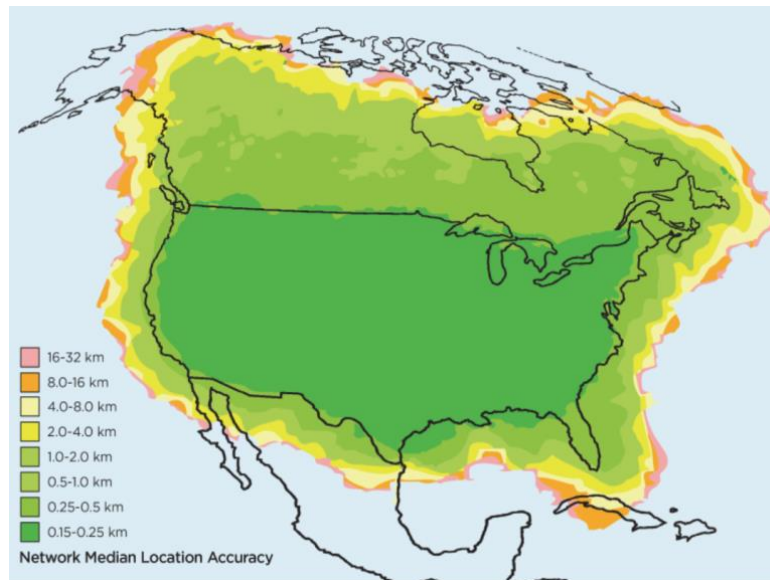 16-32 km
8.0-16 km
4.0-8.0 km
2.0-4.0 km
1.0-2.0 km
0.5-1.0 km
0.25-0.5 km
0.15-0.25 km
Network Median Location Accuracy